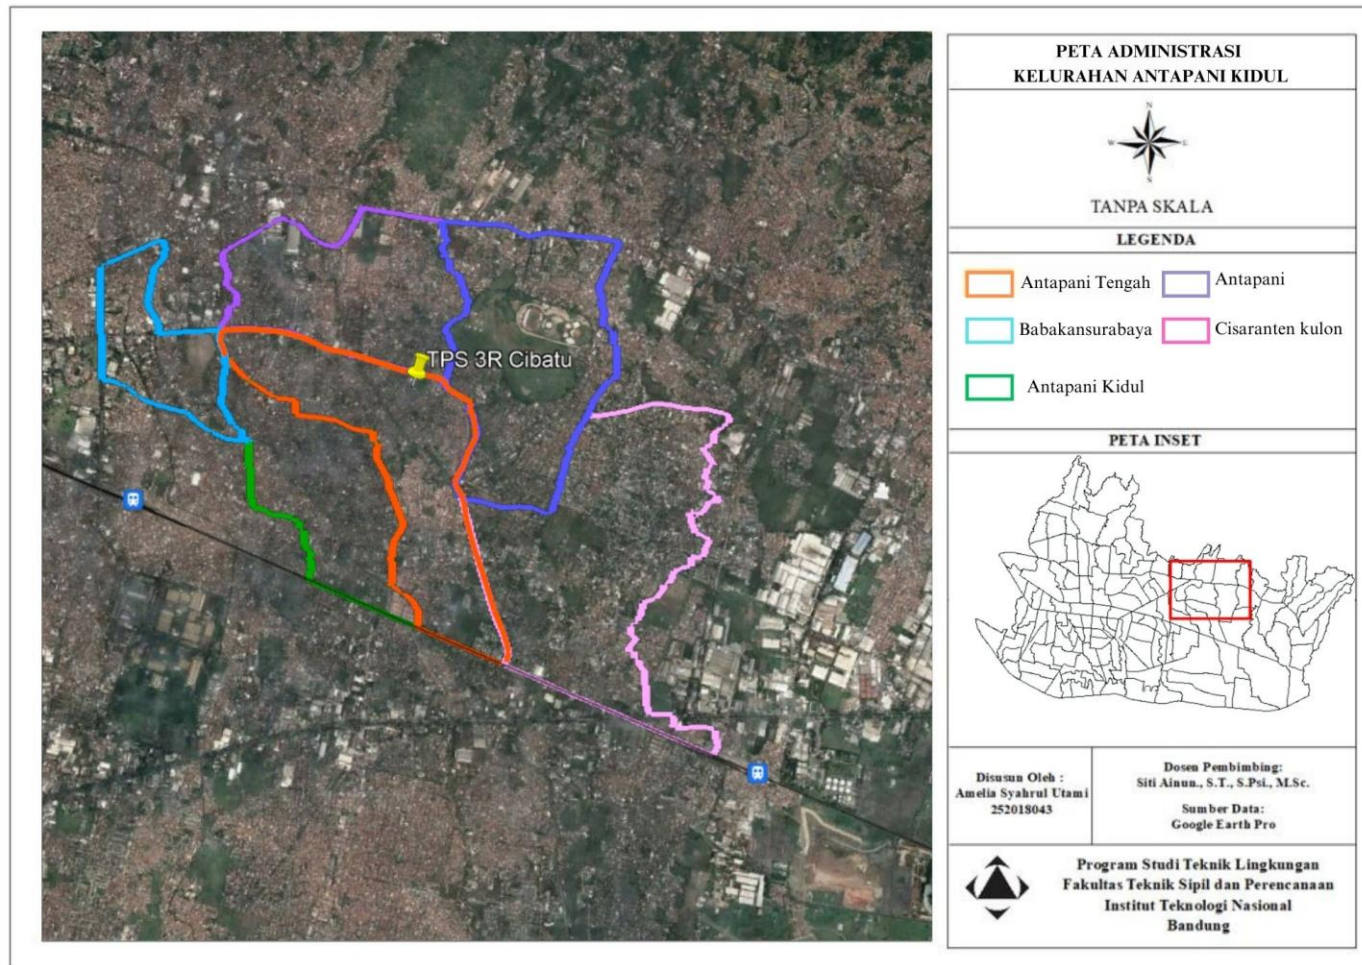 PETA ADMINISTRASI
KELURAHAN ANTAPANI KIDUL
N
W E
S
TANPA SKALA
LEGENDA
Antapani Tengah Antapani
Babakansurabaya Cisaranten kulon
Antapani Kidul
PETA INSET
TPS 3R Cibatu
Disusun Oleh :
Amelia Syahrul Utami
252018043
Dosen Pembimbing:
Siti Ainun., S.T., S.Psi., M.Sc.
Sumber Data:
Google Earth Pro
Program Studi Teknik Lingkungan
Fakultas Teknik Sipil dan Perencanaan
Institut Teknologi Nasional
Bandung